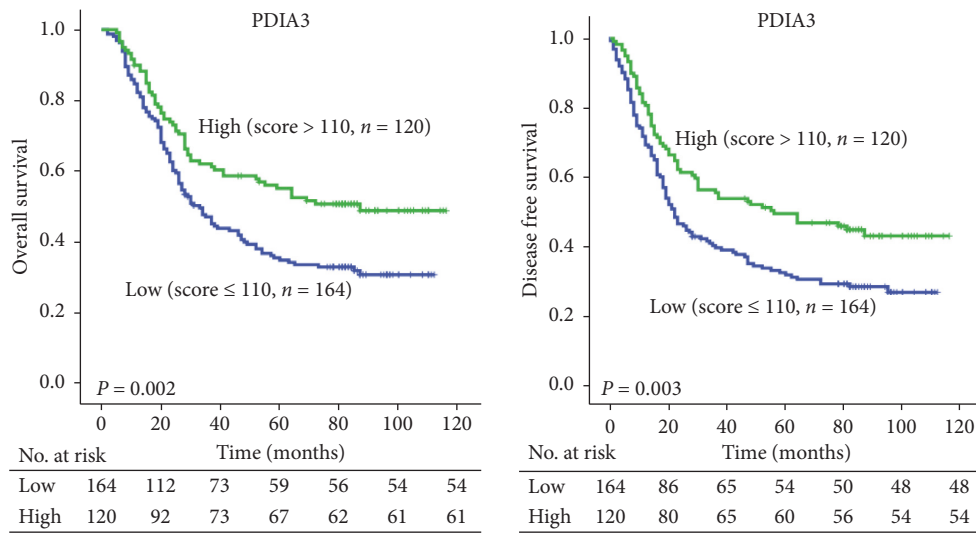 PDIA3
1.0
0.8
0.6
0.4
0.2
0.0
Overall survival
High (score > 110, n = 120)
Low (score ≤ 110, n = 164)
P = 0.002
0 20 40 60 80 100 120
No. at risk Time (months)
Low 164 112 73 59 56 54 54
High 120 92 73 67 62 61 61
PDIA3
1.0
0.8
0.6
0.4
0.2
0.0
Disease free survival
High (score > 110, n = 120)
Low (score ≤ 110, n = 164)
P = 0.003
0 20 40 60 80 100 120
No. at risk Time (months)
Low 164 86 65 54 50 48 48
High 120 80 65 60 56 54 54